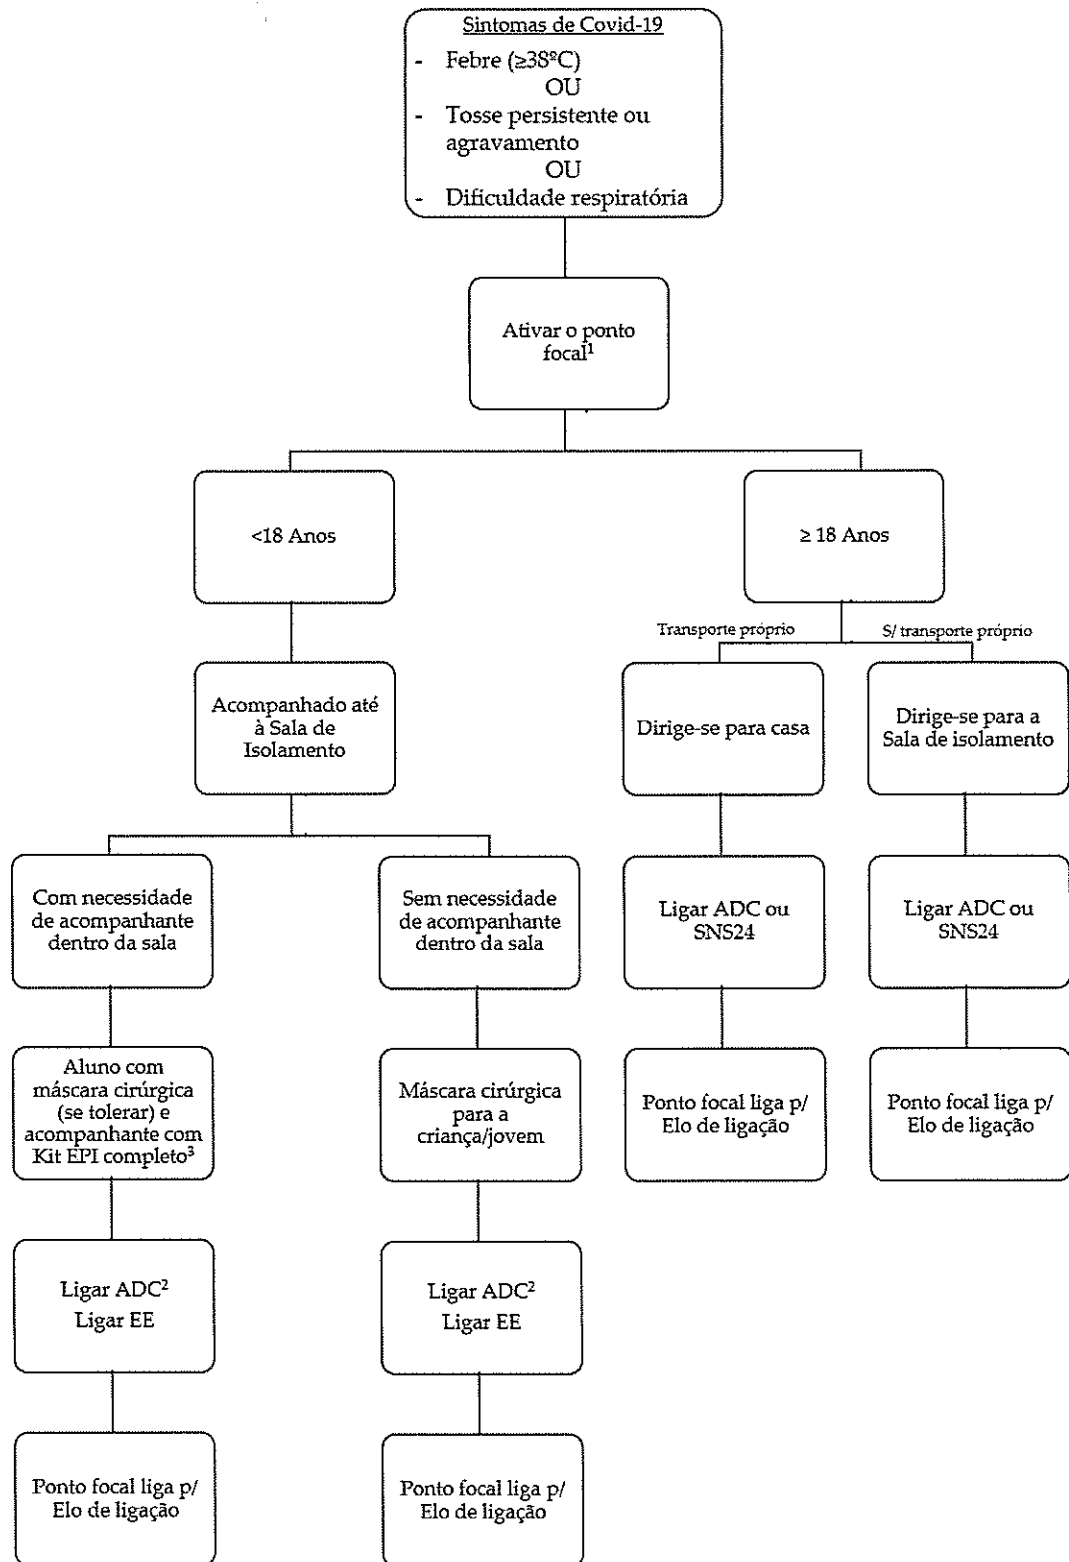 Sintomas de Covid-19
- Febre (≥38ºC)
OU
- Tosse persistente ou
agravamento
OU
- Dificuldade respiratória
Ativar o ponto
focal¹
<18 Anos
≥ 18 Anos
Transporte próprio
S/ transporte próprio
Acompanhado até
à Sala de
Isolamento
Dirige-se para casa
Dirige-se para a
Sala de isolamento
Com necessidade
de acompanhante
dentro da sala
Sem necessidade
de acompanhante
dentro da sala
Ligar ADC ou
SNS24
Ligar ADC ou
SNS24
Aluno com
máscara cirúrgica
(se tolerar) e
acompanhante com
Kit EPI completo³
Máscara cirúrgica
para a
criança/jovem
Ponto focal liga p/
Elo de ligação
Ponto focal liga p/
Elo de ligação
Ligar ADC²
Ligar EE
Ligar ADC²
Ligar EE
Ponto focal liga p/
Elo de ligação
Ponto focal liga p/
Elo de ligação